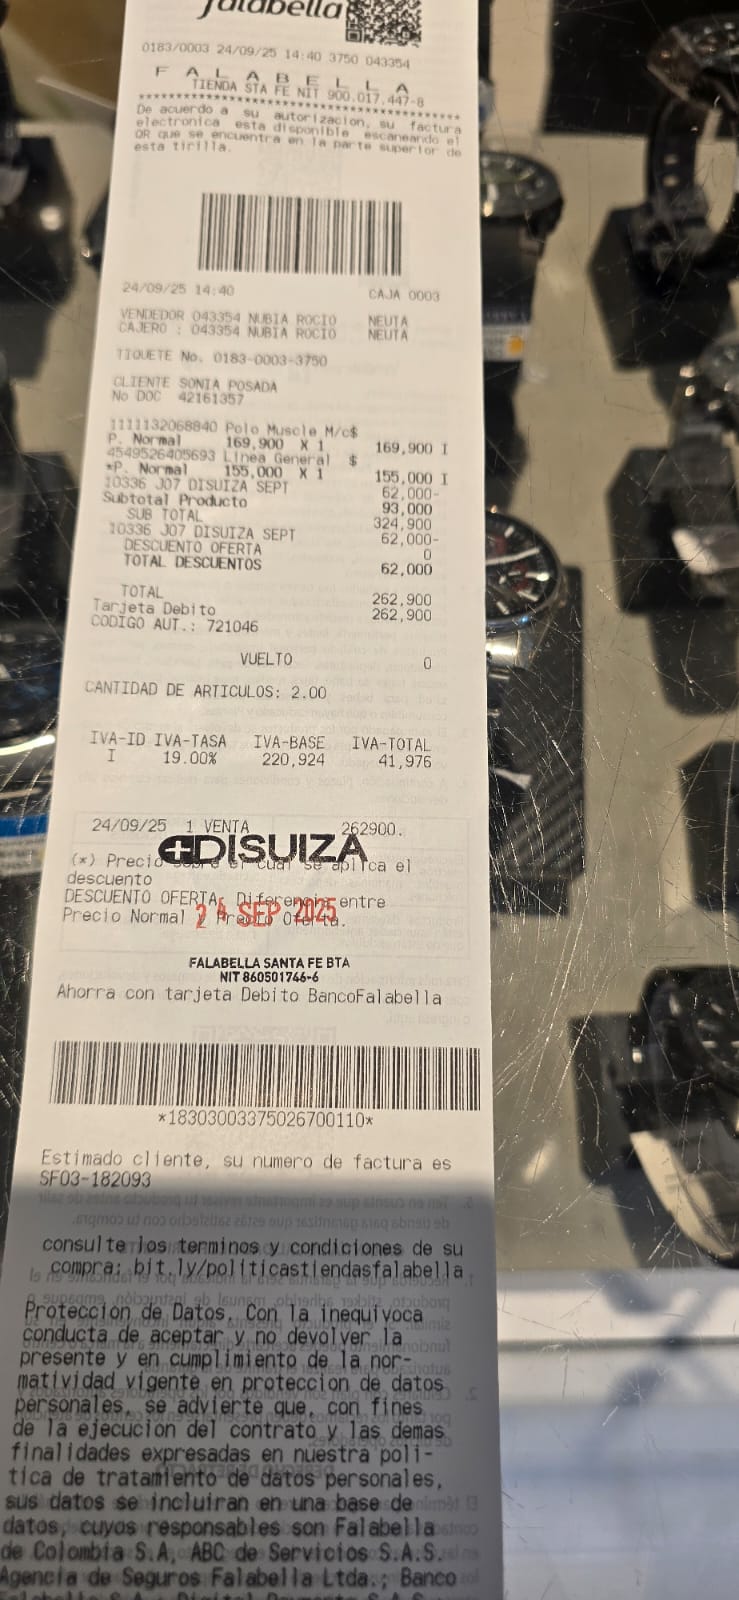 falabella
0183/0003 24/09/25 14:40 3750 043354
F A L A B E L L A
TIENDA STA FE NIT 900.017.447-8
****************************************
De acuerdo a su autorizacion, su factura
electronica esta disponible escaneando el
QR que se encuentra en la parte superior de
esta tirilla.
24/09/25 14:40 CAJA 0003
VENDEDOR 043354 NUBIA ROCIO NEUTA
CAJERO : 043354 NUBIA ROCIO NEUTA
TIQUETE No. 0183-0003-3750
CLIENTE SONIA POSADA
No DOC 42161357
1111132068840 Polo Muscle M/c$
P. Normal 169,900 X 1 169,900 I
4549526405693 Linea General $
*P. Normal 155,000 X 1 155,000 I
10336 J07 DISUIZA SEPT 62,000-
Subtotal Producto 93,000
SUB TOTAL 324,900
10336 J07 DISUIZA SEPT 62,000-
DESCUENTO OFERTA 0
TOTAL DESCUENTOS 62,000
TOTAL 262,900
Tarjeta Debito 262,900
CODIGO AUT.: 721046
VUELTO 0
CANTIDAD DE ARTICULOS: 2.00
IVA-ID IVA-TASA IVA-BASE IVA-TOTAL
I 19.00% 220,924 41,976
24/09/25 1 VENTA 262900.
DISUIZA
(*) Precio sobre el cual se aplica el
descuento
DESCUENTO OFERTA, Diferencia entre
Precio Normal y Precio Oferta.
24 SEP 2025
FALABELLA SANTA FE BTA
NIT 860501746-6
Ahorra con tarjeta Debito BancoFalabella
*18303003375026700110*
Estimado cliente, su numero de factura es
SF03-182093
consulte los terminos y condiciones de su
compra: bit.ly/politicastiendasfalabella
Proteccion de Datos. Con la inequivoca
conducta de aceptar y no devolver la
presente y en cumplimiento de la nor-
matividad vigente en proteccion de datos
personales, se advierte que, con fines
de la ejecucion del contrato y las demas
finalidades expresadas en nuestra poli-
tica de tratamiento de datos personales,
sus datos se incluiran en una base de
datos, cuyos responsables son Falabella
de Colombia S.A, ABC de Servicios S.A.S.
Agencia de Seguros Falabella Ltda., Banco